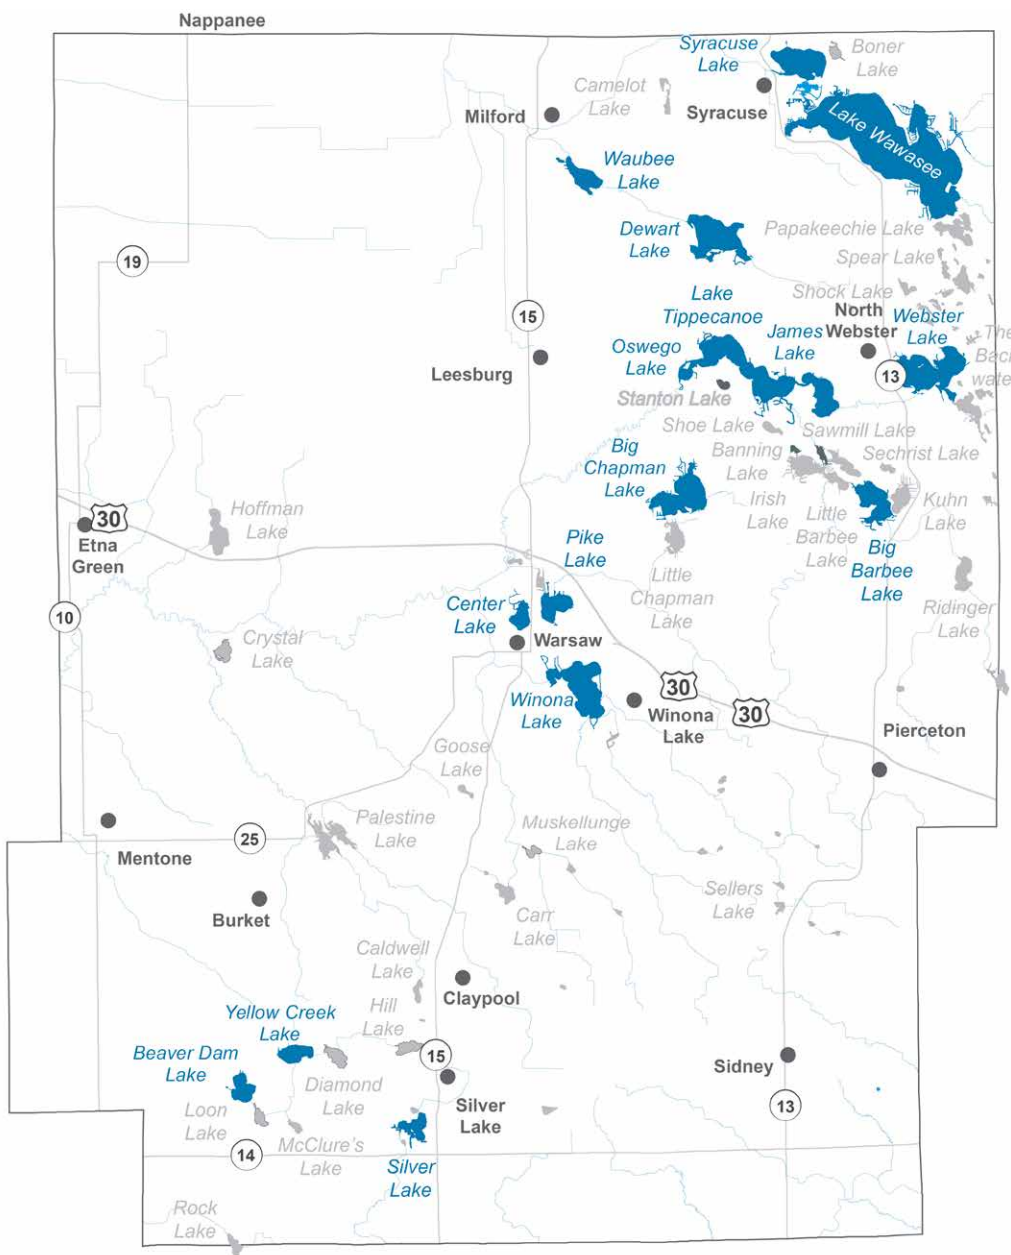 Nappanee
Syracuse
Lake
Boner
Lake
Camelot
Lake
Milford
Syracuse
Lake Wawasee
Waubee
Lake
Dewart
Lake
Papakeechie Lake
Spear Lake
19
Shock Lake
15
Lake
Tippecanoe
North
Webster
Webster
Lake
James
Lake
Oswego
Lake
The
Back
wate
Leesburg
13
Stanton Lake
Shoe Lake
Sawmill Lake
Banning
Lake
Sechrist Lake
Big
Chapman
Lake
Irish
Lake
Little
Barbee
Lake
Kuhn
Lake
Hoffman
Lake
30
Etna
Green
Pike
Lake
Big
Barbee
Lake
Little
Chapman
Lake
Center
Lake
Ridinger
Lake
10
Crystal
Lake
Warsaw
Winona
Lake
30
30
Winona
Lake
Pierceton
Goose
Lake
Palestine
Lake
Muskellunge
Lake
25
Mentone
Sellers
Lake
Burket
Carr
Lake
Caldwell
Lake
Claypool
Yellow Creek
Lake
Hill
Lake
Beaver Dam
Lake
15
Sidney
Diamond
Lake
Loon
Lake
Silver
Lake
13
McClure's
Lake
14
Silver
Lake
Rock
Lake